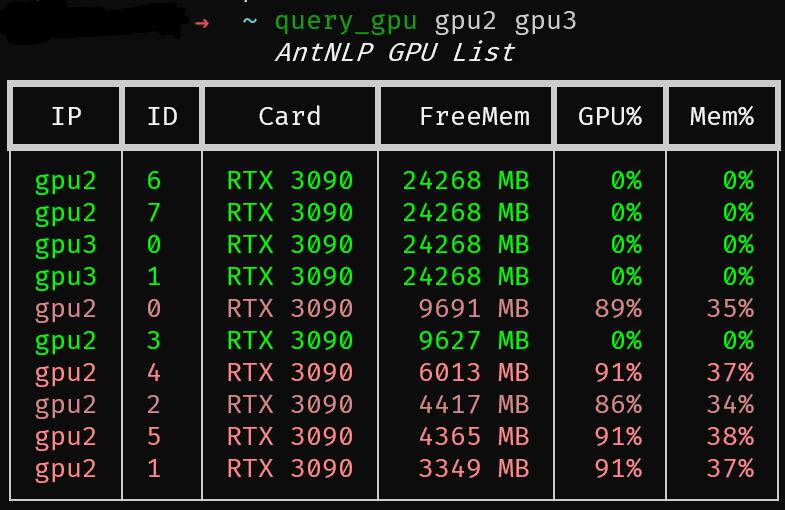 → ~ query_gpu gpu2 gpu3
AntNLP GPU List
IP ID Card FreeMem GPU% Mem%
gpu2 6 RTX 3090 24268 MB 0% 0%
gpu2 7 RTX 3090 24268 MB 0% 0%
gpu3 0 RTX 3090 24268 MB 0% 0%
gpu3 1 RTX 3090 24268 MB 0% 0%
gpu2 0 RTX 3090 9691 MB 89% 35%
gpu2 3 RTX 3090 9627 MB 0% 0%
gpu2 4 RTX 3090 6013 MB 91% 37%
gpu2 2 RTX 3090 4417 MB 86% 34%
gpu2 5 RTX 3090 4365 MB 91% 38%
gpu2 1 RTX 3090 3349 MB 91% 37%